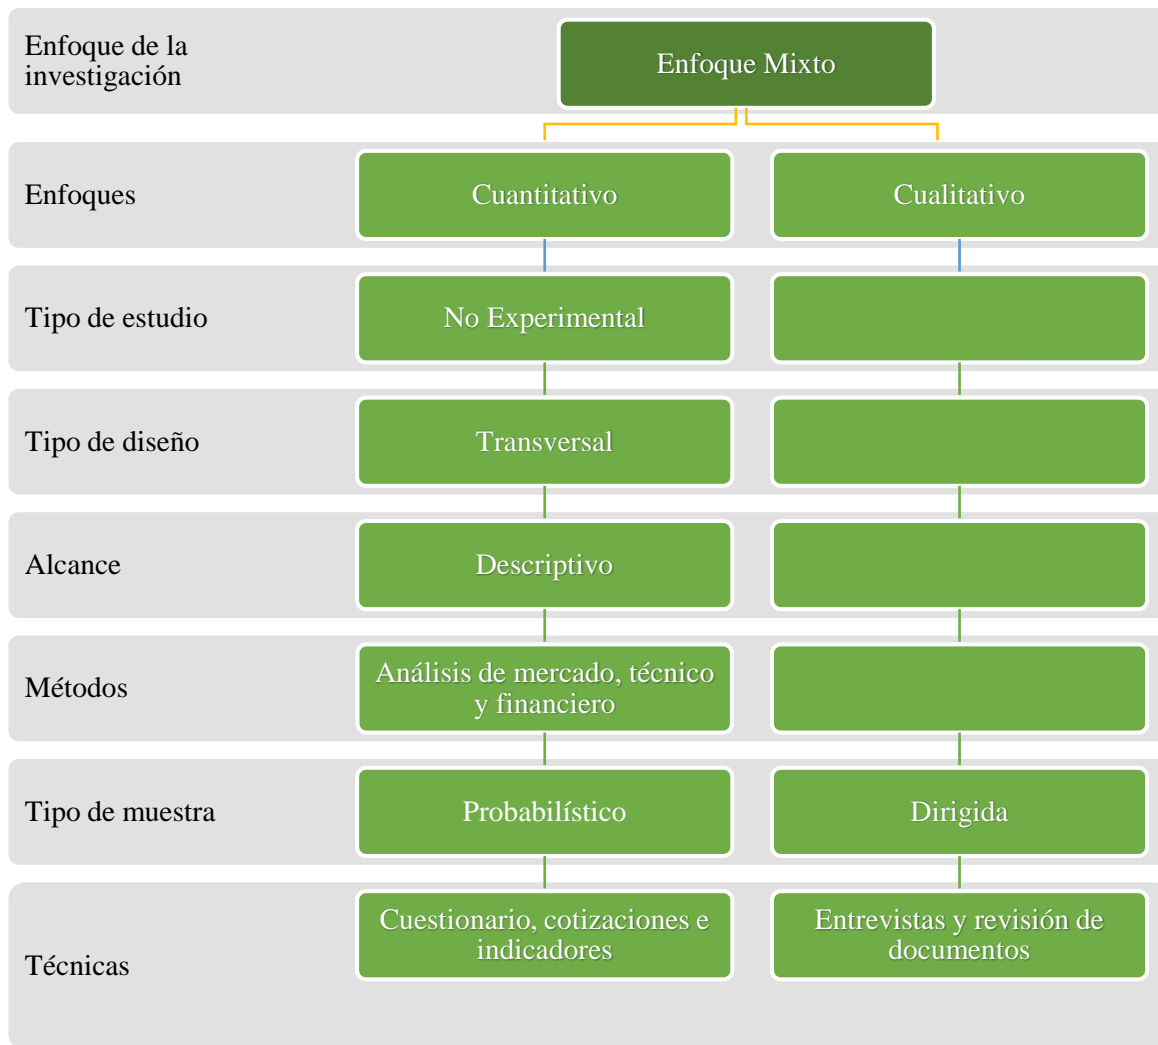 Enfoque de la
investigación
Enfoque Mixto
Enfoques
Cuantitativo
Cualitativo
Tipo de estudio
No Experimental
Tipo de diseño
Transversal
Alcance
Descriptivo
Métodos
Análisis de mercado, técnico
y financiero
Tipo de muestra
Probabilístico
Dirigida
Técnicas
Cuestionario, cotizaciones e
indicadores
Entrevistas y revisión de
documentos